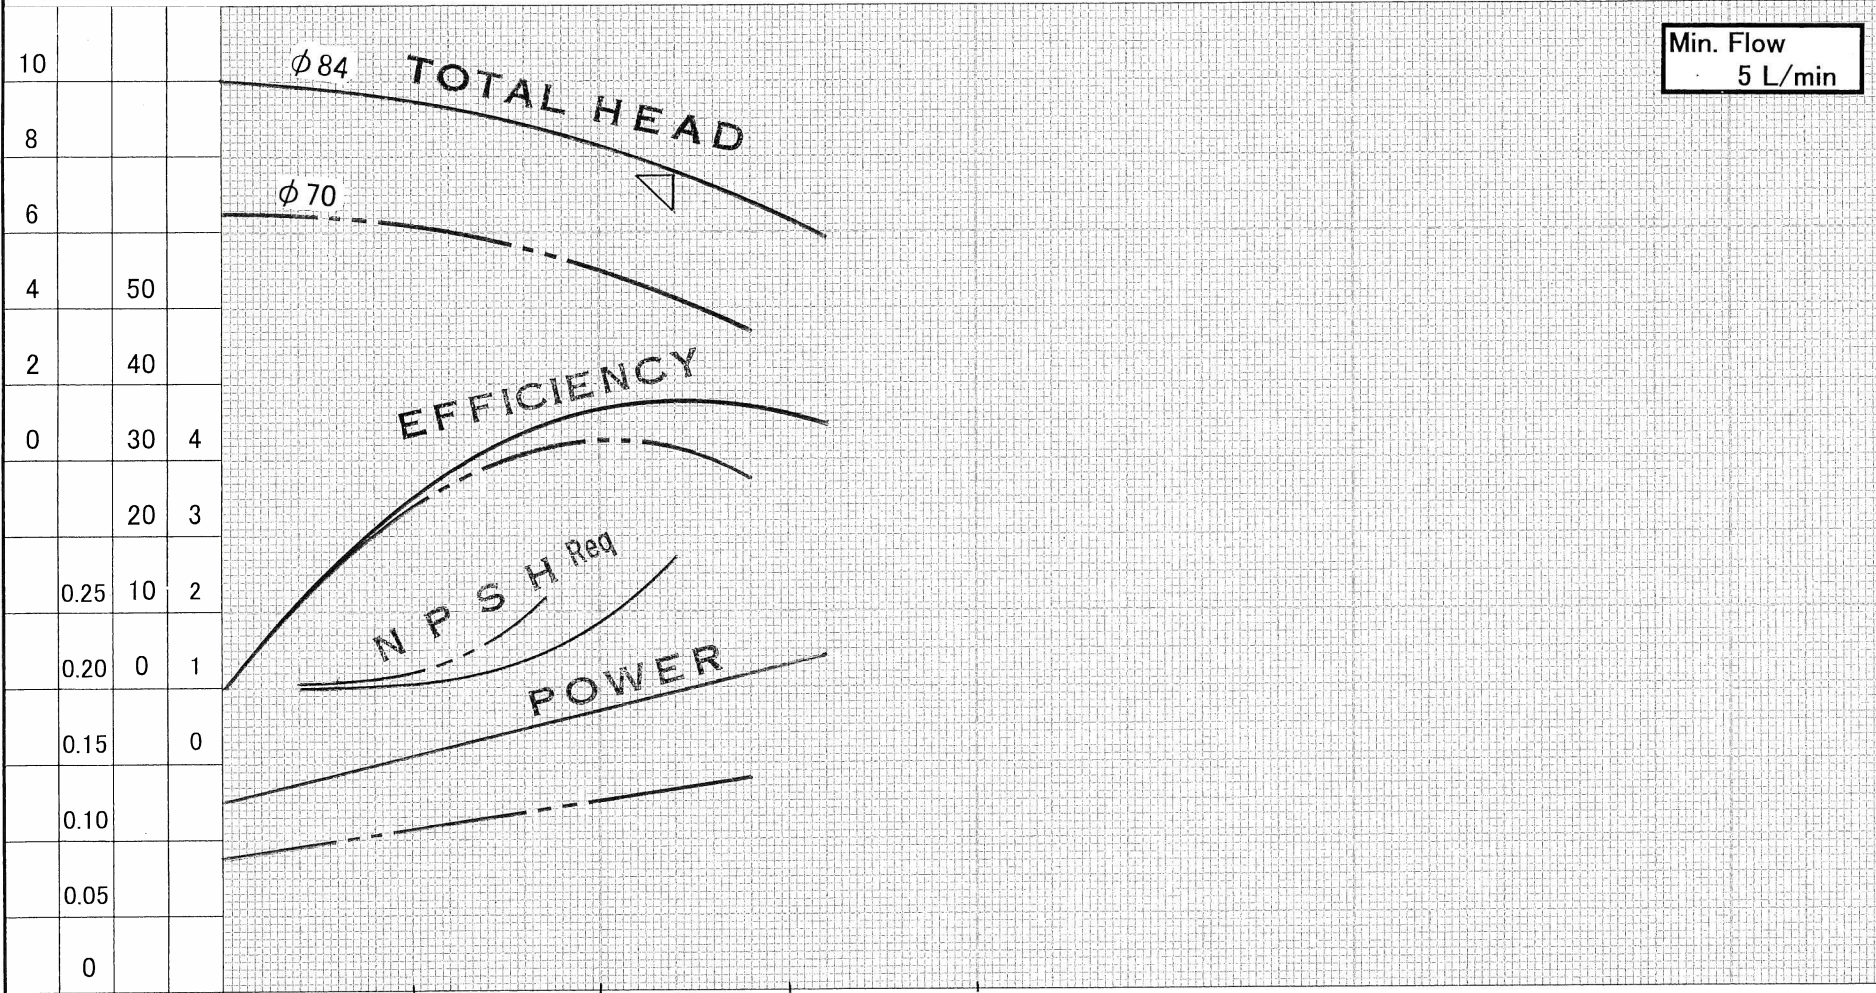 Min. Flow
5 L/min
10
φ84
TOTAL HEAD
8
6
φ70
4 50
2 40
EFFICIENCY
0 30 4
20 3
NPSH Req
0.25 10 2
0.20 0 1
POWER
0.15 0
0.10
0.05
0